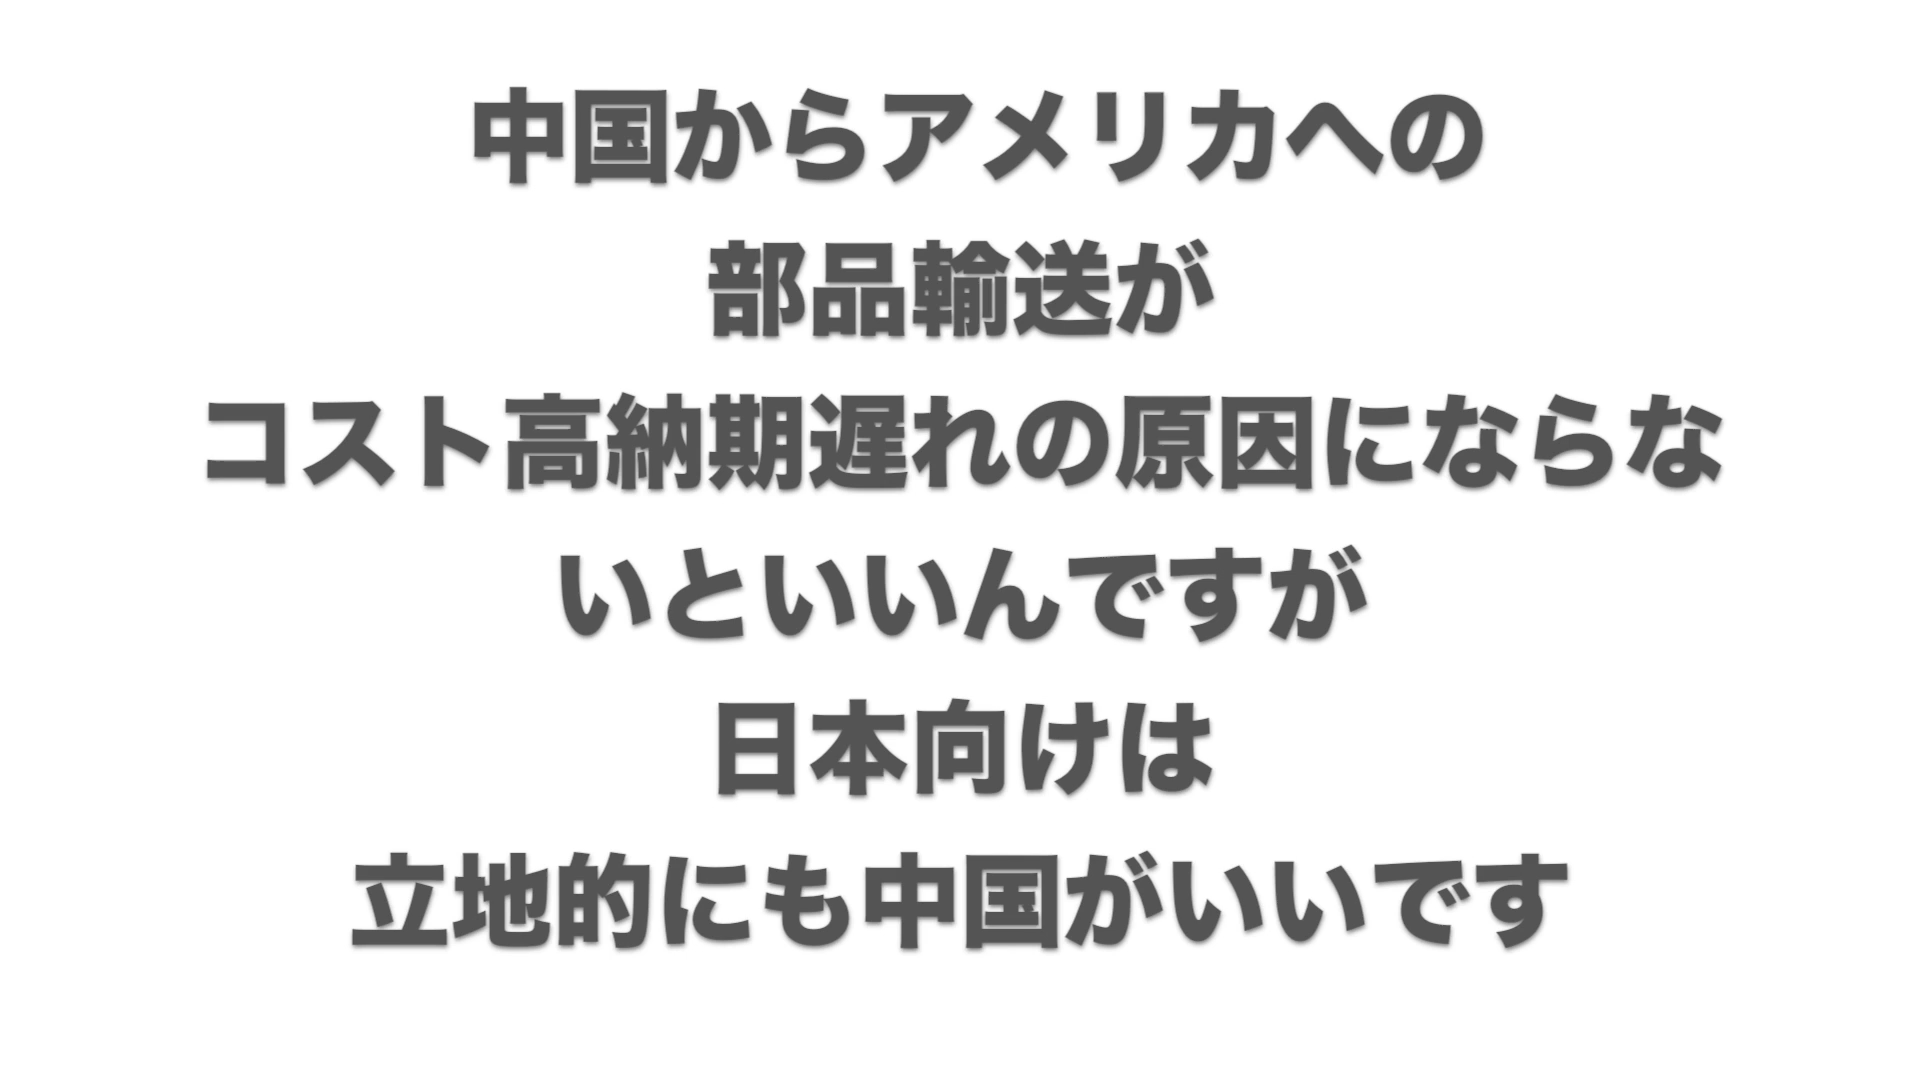 中国からアメリカへの
部品輸送が
コスト高納期遅れの原因にならな
いといいんですが
日本向けは
立地的にも中国がいいです